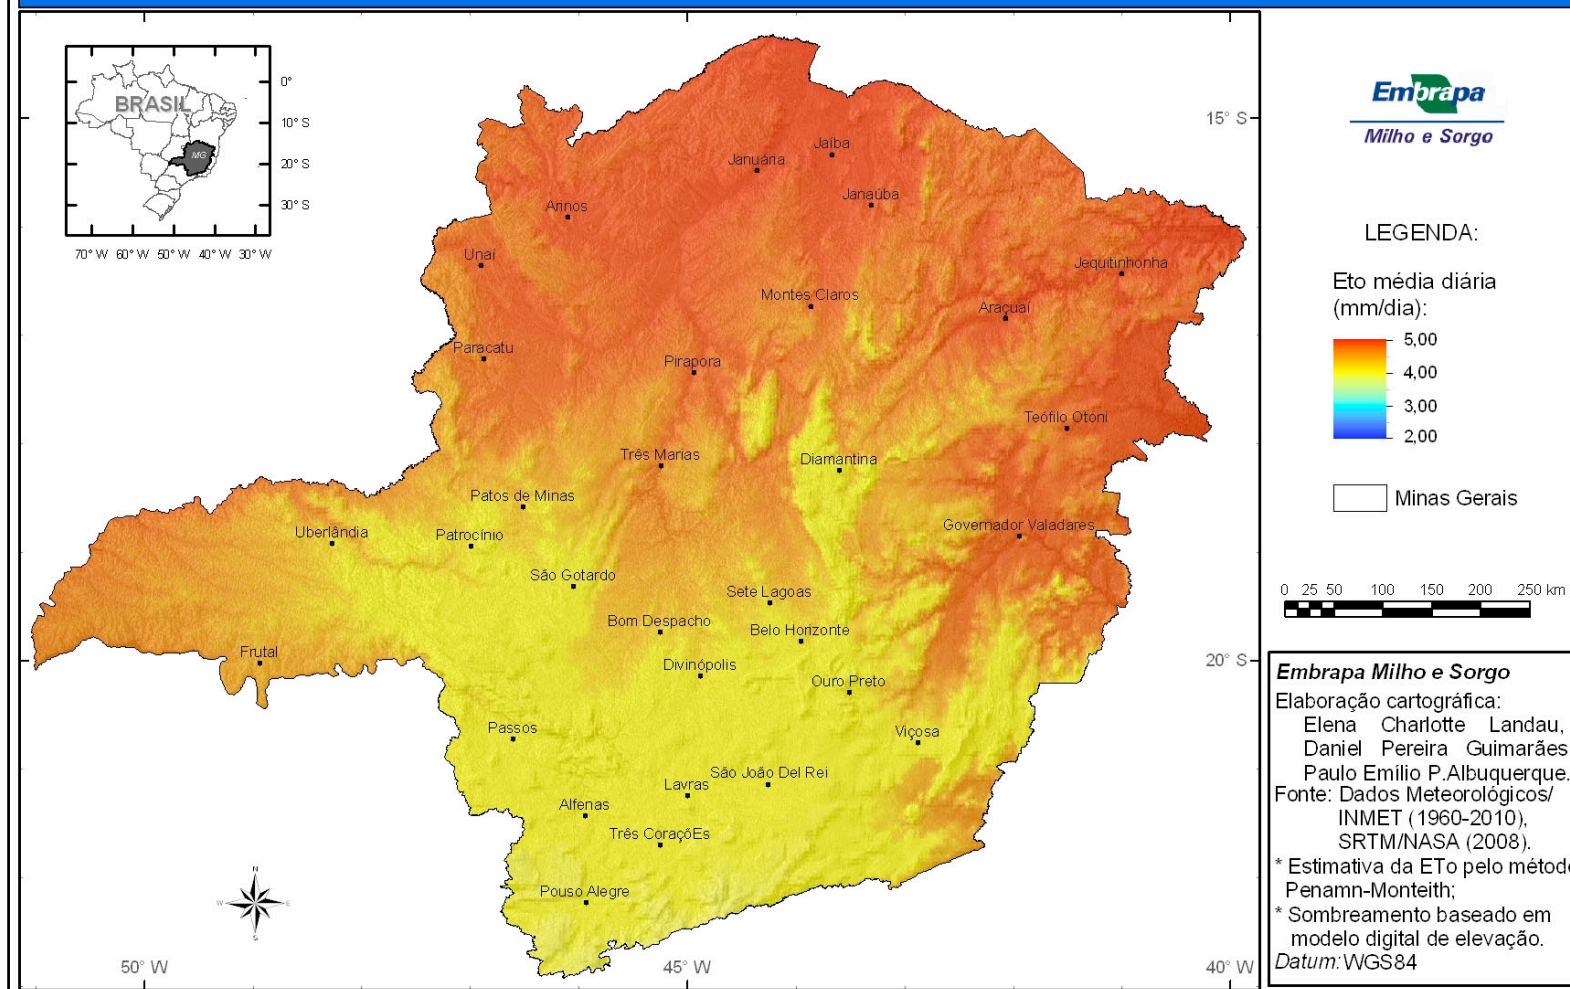 BRASIL
MG
0°
10° S
20° S
30° S
70° W 60° W 50° W 40° W 30° W
15° S
20° S
50° W
45° W
40° W
Jaíba
Januária
Janaúba
Arinos
Unaí
Jequitinhonha
Montes Claros
Araçuaí
Paracatu
Pirapora
Teófilo Otoni
Três Marias
Diamantina
Patos de Minas
Uberlândia
Patrocínio
Governador Valadares
São Gotardo
Sete Lagoas
Bom Despacho
Belo Horizonte
Frutal
Divinópolis
Ouro Preto
Passos
Viçosa
São João Del Rei
Lavras
Alfenas
Três CoraçõEs
Pouso Alegre
N
W
E
S
Embrapa
Milho e Sorgo
LEGENDA:
Eto média diária
(mm/dia):
5,00
4,00
3,00
2,00
Minas Gerais
0 25 50 100 150 200 250 km
Embrapa Milho e Sorgo
Elaboração cartográfica:
Elena Charlotte Landau,
Daniel Pereira Guimarães
Paulo Emílio P.Albuquerque.
Fonte: Dados Meteorológicos/
INMET (1960-2010),
SRTM/NASA (2008).
* Estimativa da ETo pelo método
Penamn-Monteith;
* Sombreamento baseado em
modelo digital de elevação.
Datum:WGS84